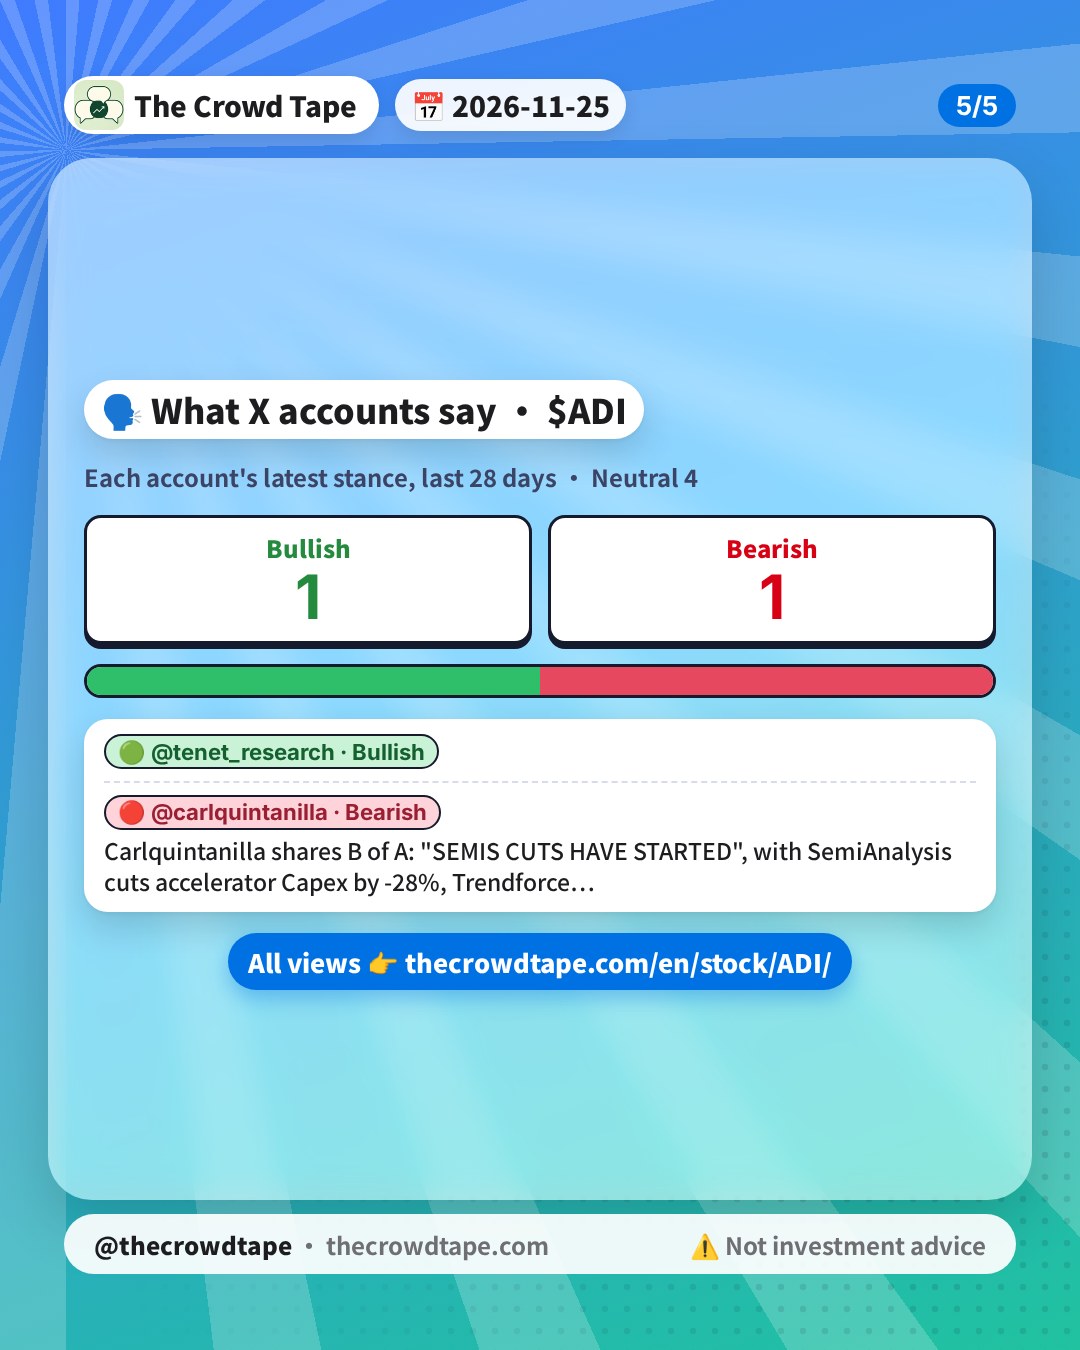 The Crowd Tape
July
2026-11-25
5/5
What X accounts say • $ADI
Each account's latest stance, last 28 days • Neutral 4
Bullish
1
Bearish
1
@tenet_research · Bullish
@carlquintanilla · Bearish
Carlquintanilla shares B of A: "SEMIS CUTS HAVE STARTED", with SemiAnalysis
cuts accelerator Capex by -28%, Trendforce…
All views 👉 thecrowdtape.com/en/stock/ADI/
@thecrowdtape • thecrowdtape.com
⚠️ Not investment advice